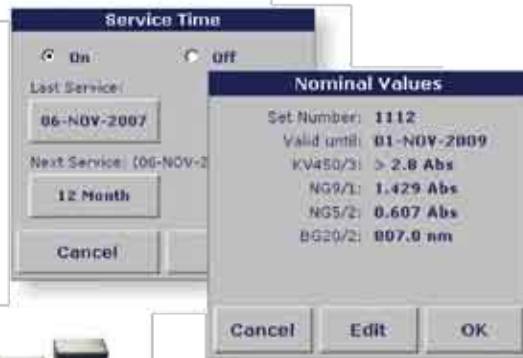 Service Time
On
Off
Last Service:
06-NOV-2007
Next Service: (06-NOV-2
12 Month
Cancel
Nominal Values
Set Number: 1112
Valid until: 01-NOV-2009
KV450/3: > 2.8 Abs
NG9/1: 1.429 Abs
NG5/2: 0.607 Abs
BG20/2: 807.0 nm
Cancel
Edit
OK